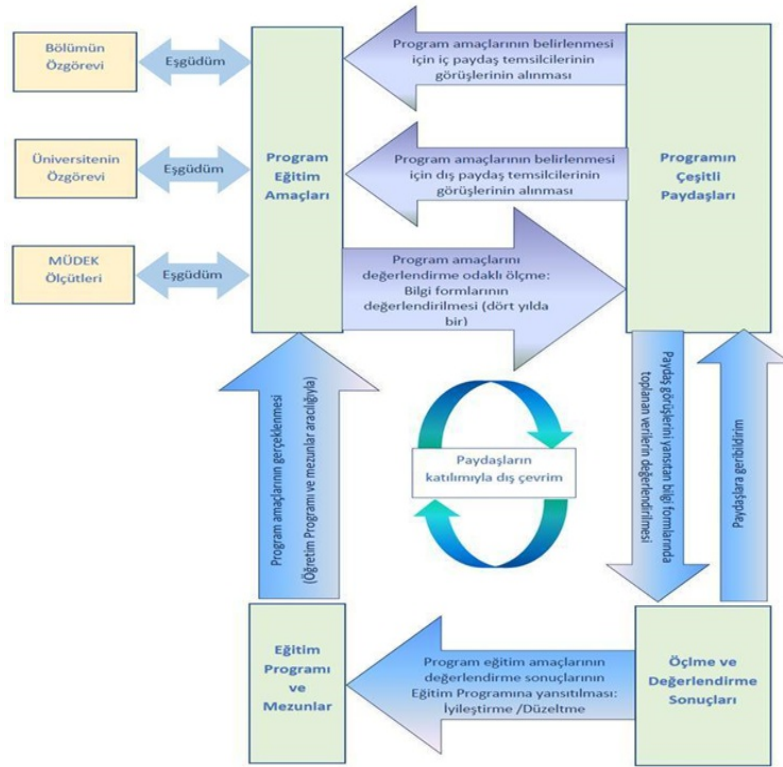 Bölümün
Özgörevi
Eşgüdüm
Program amaçlarının belirlenmesi
için iç paydaş temsilcilerinin
görüşlerinin alınması
Üniversitenin
Özgörevi
Eşgüdüm
Program
Eğitim
Amaçları
Program amaçlarının belirlenmesi
için dış paydaş temsilcilerinin
görüşlerinin alınması
Programın
Çeşitli
Paydaşları
MÜDEK
Ölçütleri
Eşgüdüm
Program amaçlarını
değerlendirme odaklı ölçme:
Bilgi formlarının
değerlendirilmesi (dört yılda
bir)
Program amaçlarının gerçeklenmesi
(Öğretim Programı ve mezunlar aracılığıyla)
Paydaşların
katılımıyla dış çevrim
Paydaş görüşlerini yansıtan bilgi formlarında
toplanan verilerin değerlendirilmesi
Paydaşlara geribildirim
Eğitim
Programı
ve
Mezunlar
Program eğitim amaçlarının
değerlendirme sonuçlarının
Eğitim Programına yansıtılması:
İyileştirme /Düzeltme
Öçlme ve
Değerlendirme
Sonuçları